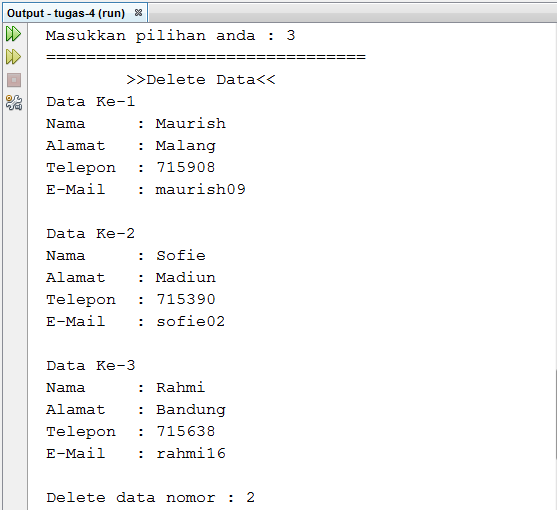 Output - tugas-4 (run)
Masukkan pilihan anda : 3
================================
>>Delete Data<<
Data Ke-1
Nama : Maurish
Alamat : Malang
Telepon : 715908
E-Mail : maurish09
Data Ke-2
Nama : Sofie
Alamat : Madiun
Telepon : 715390
E-Mail : sofie02
Data Ke-3
Nama : Rahmi
Alamat : Bandung
Telepon : 715638
E-Mail : rahmi16
Delete data nomor : 2